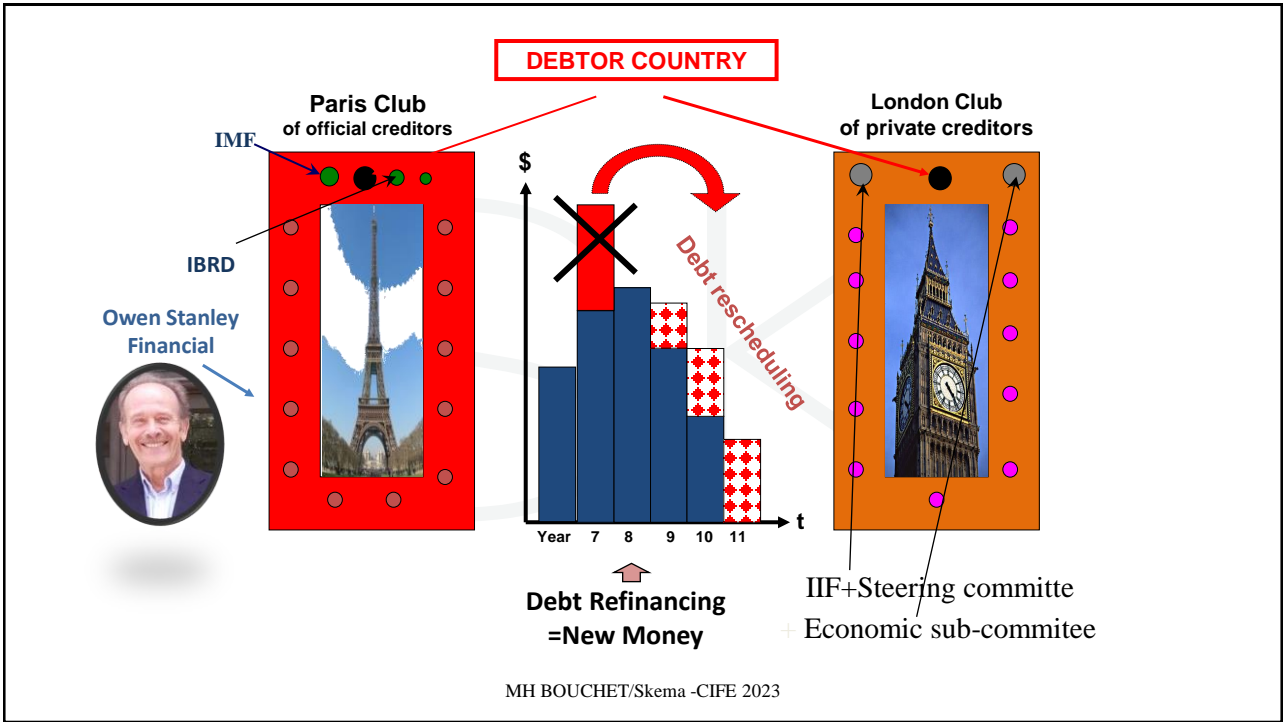 DEBTOR COUNTRY
Paris Club
of official creditors
London Club
of private creditors
IMF
IBRD
Owen Stanley
Financial
$
Debt rescheduling
t
Year 7 8 9 10 11
Debt Refinancing
=New Money
IIF+Steering committe
+ Economic sub-commitee
MH BOUCHET/Skema -CIFE 2023